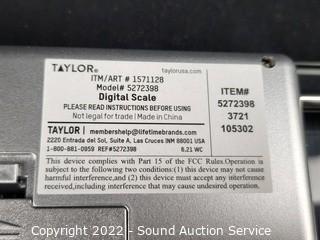 TAYLOR®
taylorusa.com
ITM/ART # 1571128
Model# 5272398
Digital Scale
PLEASE READ INSTRUCTIONS BEFORE USING
Not legal for trade | Made in China
ITEM#
5272398
3721
105302
TAYLOR | membershelp@lifetimebrands.com
2220 Entrada del Sol, Suite A, Las Cruces NM 88001 USA
1-800-881-0959 REF#52722398 6.21 WC
This device complies with Part 15 of the FCC Rules.Operation is
subject to the following two conditions:(1) this device may not cause
harmful interference,and (2) this device must accept any interference
received,including interference that may cause undesired operation.
Copyright 2022 - Sound Auction Service